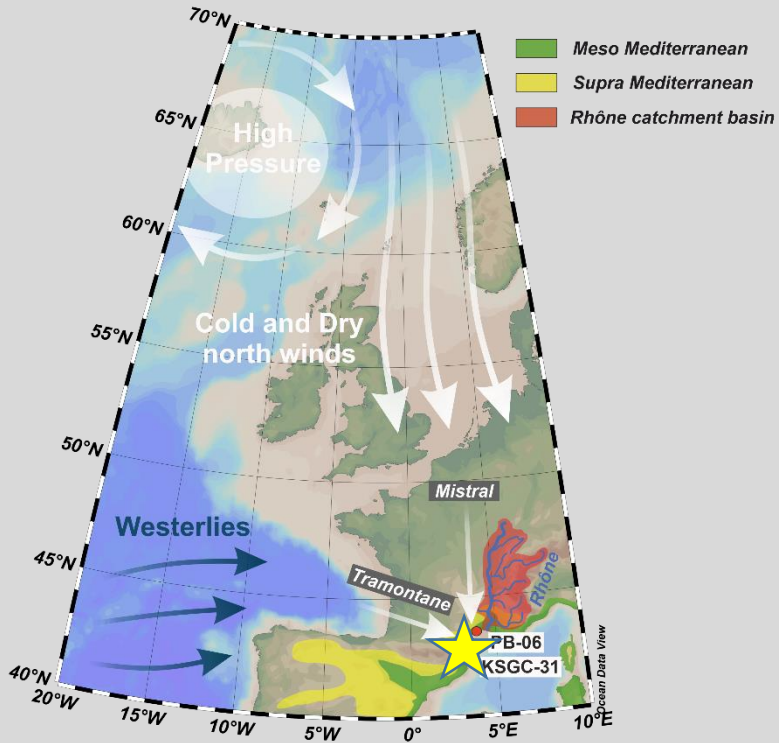 70°N
65°N
60°N
55°N
50°N
45°N
40°N
20°W
15°W
10°W
5°W
0°
5°E
10°E
High
Pressure
Cold and Dry
north winds
Westerlies
Mistral
Tramontane
Rhône
PB-06
KSGC-31
Ocean Data View
Meso Mediterranean
Supra Mediterranean
Rhône catchment basin